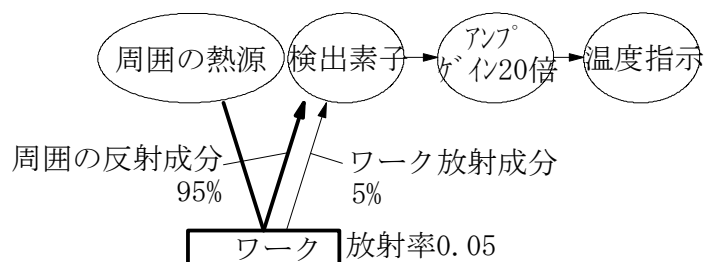 周囲の熱源
検出素子
アンプ
ゲイン20倍
温度指示
周囲の反射成分
95%
ワーク放射成分
5%
ワーク
放射率0.05